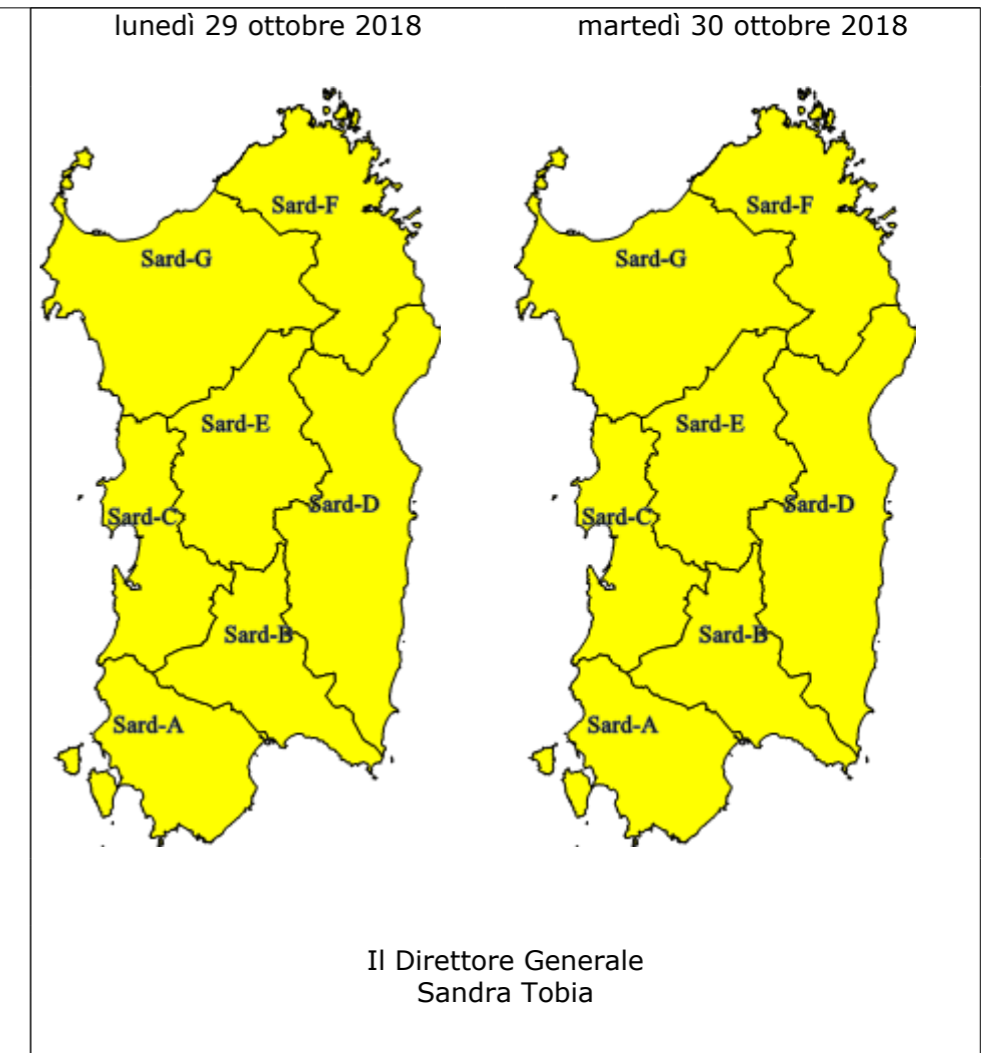 lunedì 29 ottobre 2018
martedì 30 ottobre 2018
Sard-F
Sard-G
Sard-E
Sard-D
Sard-C
Sard-B
Sard-A
Sard-F
Sard-G
Sard-E
Sard-D
Sard-C
Sard-B
Sard-A
Il Direttore Generale
Sandra Tobia